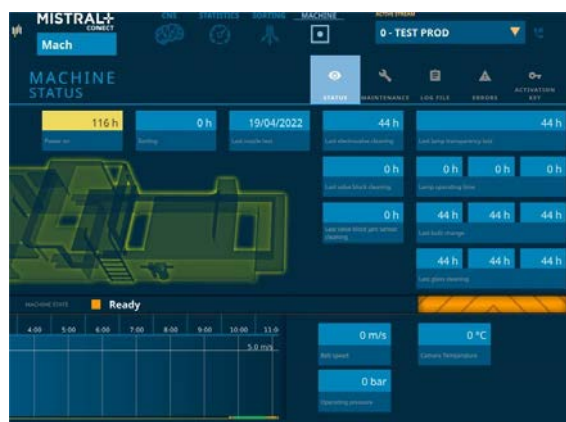 MISTRAL+
CONNECT
Mach
CNS
STATISTICS
SORTING
MACHINE
ACTIVE STREAM
0 - TEST PROD
MACHINE
STATUS
STATUS
MAINTENANCE
LOG FILE
ERRORS
ACTIVATION
KEY
116 h
Power on
0 h
Sorting
19/04/2022
Last nozzle test
44 h
Last electrovalve cleaning
44 h
Last lamp transparency test
0 h
Last valve block cleaning
0 h
0 h
0 h
Lamp operating time
0 h
Last valve block jam sensor
cleaning
44 h
44 h
44 h
Last bulb change
44 h
44 h
44 h
Last glass cleaning
MACHINE STATE
Ready
4:00
5:00
6:00
7:00
8:00
9:00
10:00
11:0
5.0 m/s
0 m/s
Belt speed
0 °C
Camera Temperature
0 bar
Operating pressure